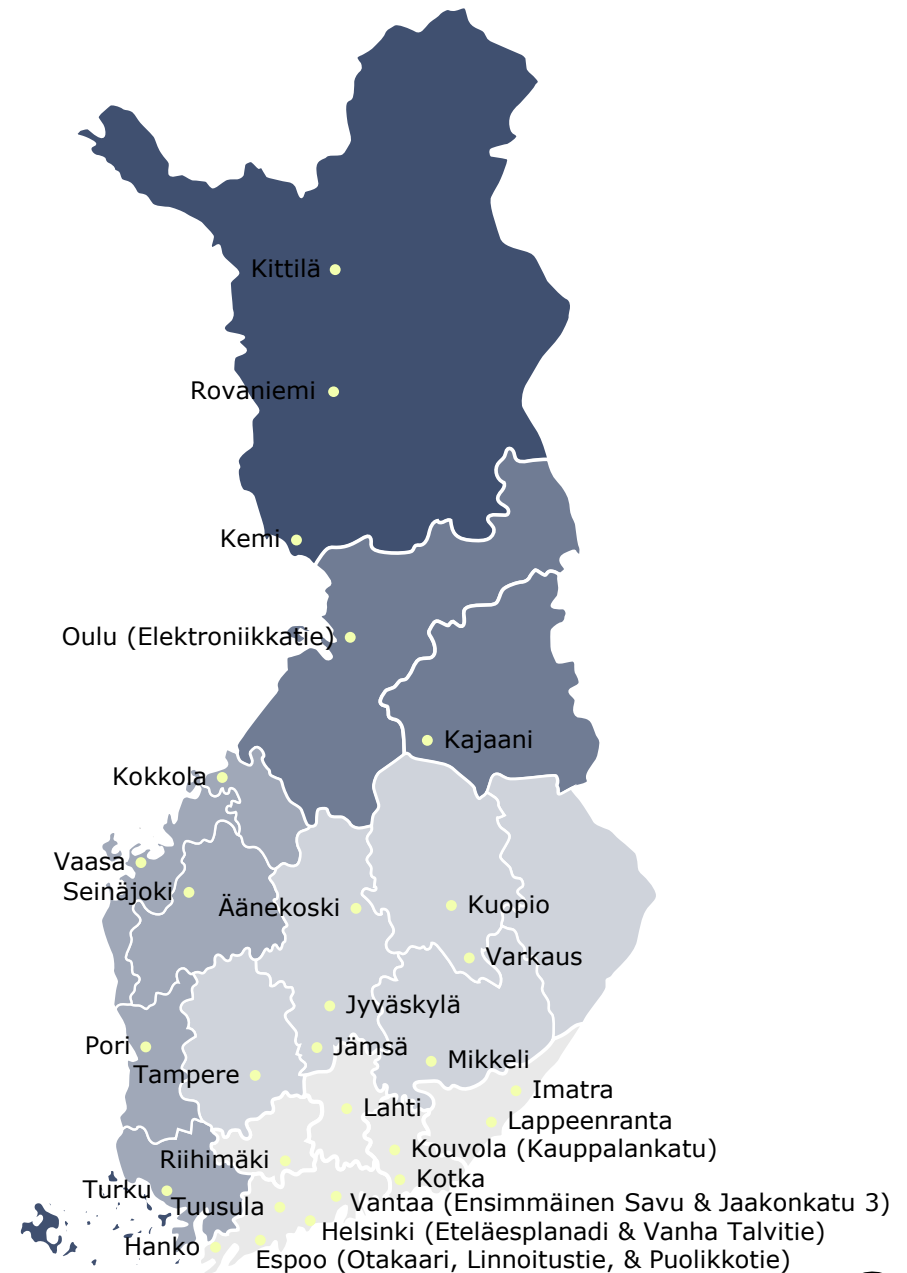 Kittilä
Rovaniemi
Kemi
Oulu (Elektroniikkatie)
Kajaani
Kokkola
Vaasa
Seinäjoki
Äänekoski
Kuopio
Varkaus
Jyväskylä
Pori
Jämsä
Mikkeli
Tampere
Imatra
Lahti
Lappeenranta
Kouvola (Kauppalankatu)
Riihimäki
Kotka
Turku
Tuusula
Vantaa (Ensimmäinen Savu & Jaakonkatu 3)
Helsinki (Eteläesplanadi & Vanha Talvitie)
Hanko
Espoo (Otakaari, Linnoitustie, & Puolikkotie)